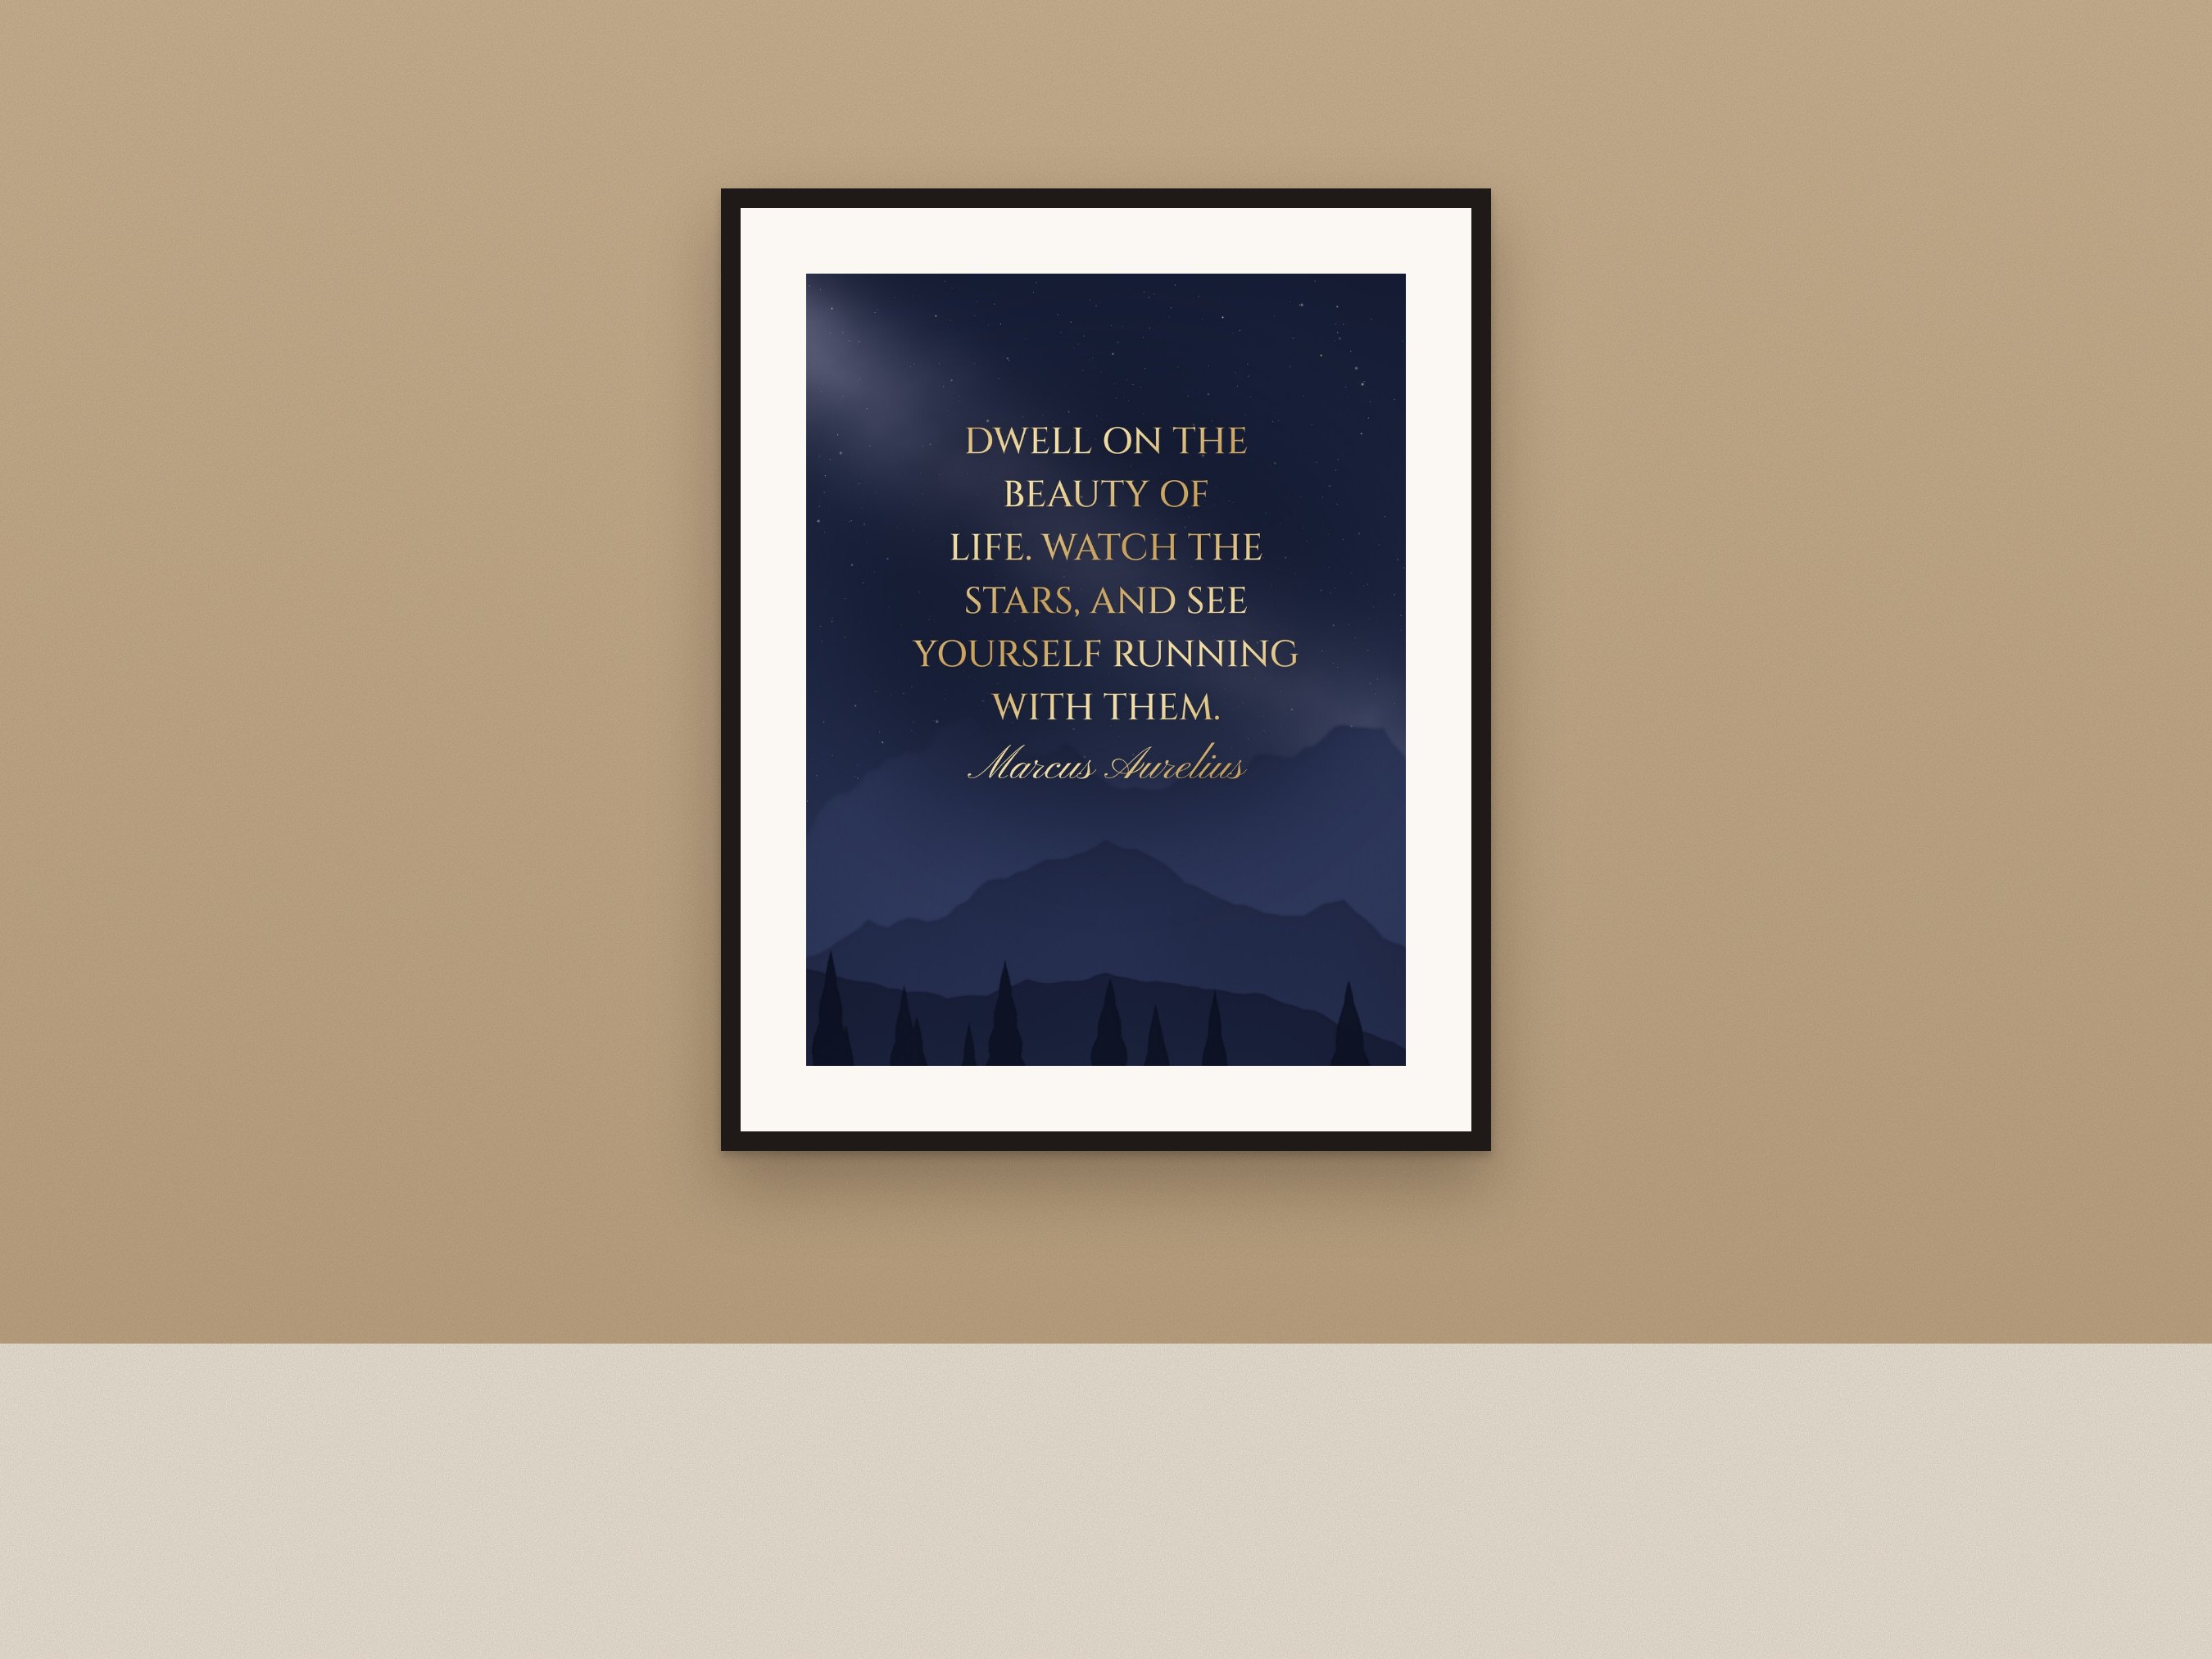 DWELL ON THE
BEAUTY OF
LIFE. WATCH THE
STARS, AND SEE
YOURSELF RUNNING
WITH THEM.
Marcus Aurelius